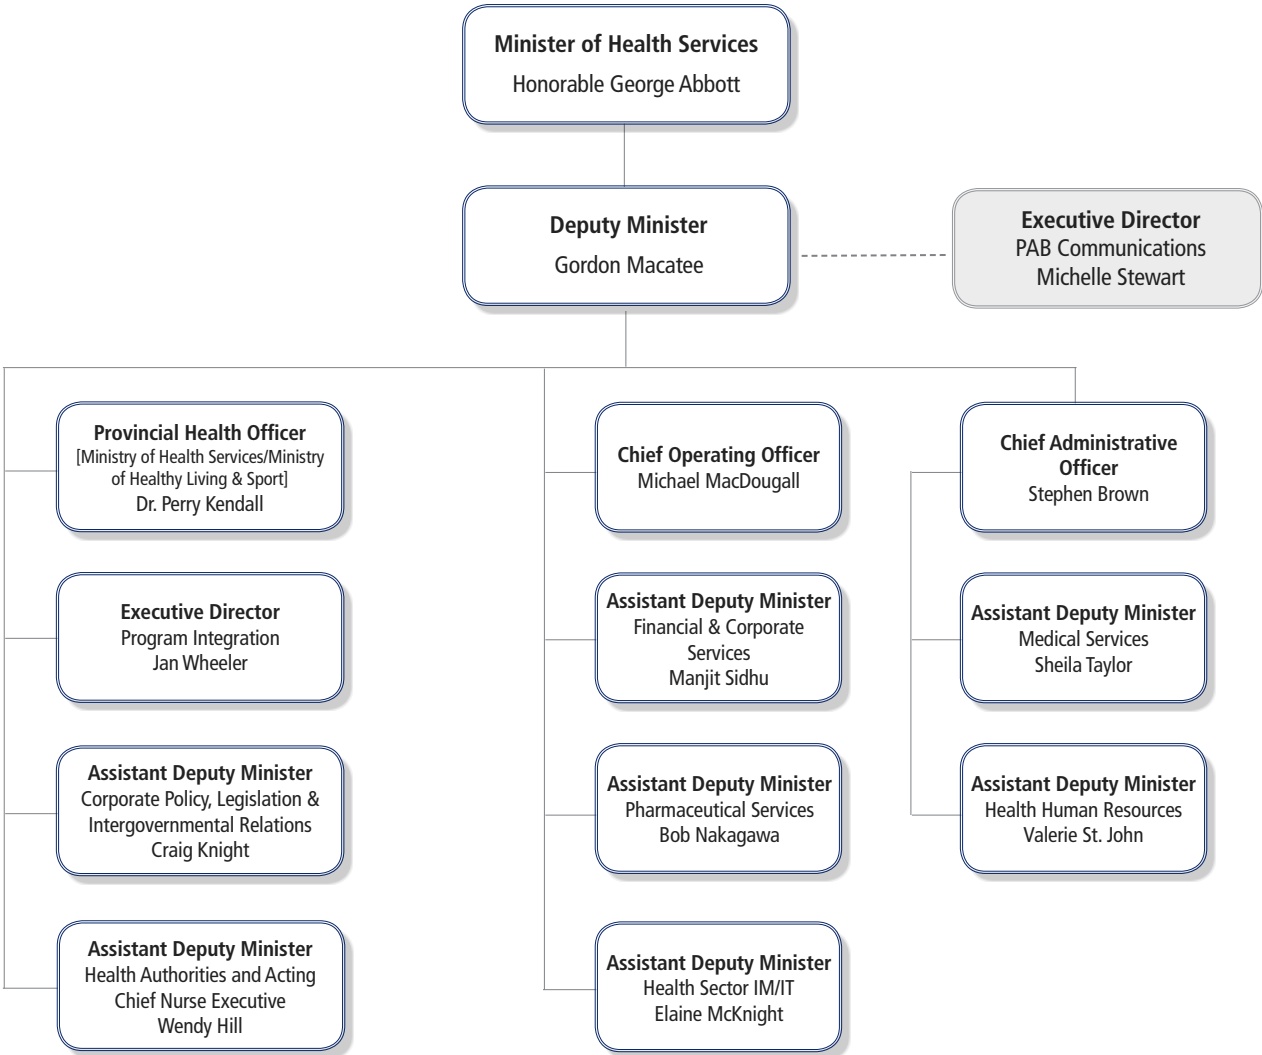 Minister of Health Services
Honorable George Abbott
Deputy Minister
Gordon Macatee
Executive Director
PAB Communications
Michelle Stewart
Provincial Health Officer
[Ministry of Health Services/Ministry
of Healthy Living & Sport]
Dr. Perry Kendall
Executive Director
Program Integration
Jan Wheeler
Assistant Deputy Minister
Corporate Policy, Legislation &
Intergovernmental Relations
Craig Knight
Assistant Deputy Minister
Health Authorities and Acting
Chief Nurse Executive
Wendy Hill
Chief Operating Officer
Michael MacDougall
Assistant Deputy Minister
Financial & Corporate
Services
Manjit Sidhu
Assistant Deputy Minister
Pharmaceutical Services
Bob Nakagawa
Assistant Deputy Minister
Health Sector IM/IT
Elaine McKnight
Chief Administrative
Officer
Stephen Brown
Assistant Deputy Minister
Medical Services
Sheila Taylor
Assistant Deputy Minister
Health Human Resources
Valerie St. John